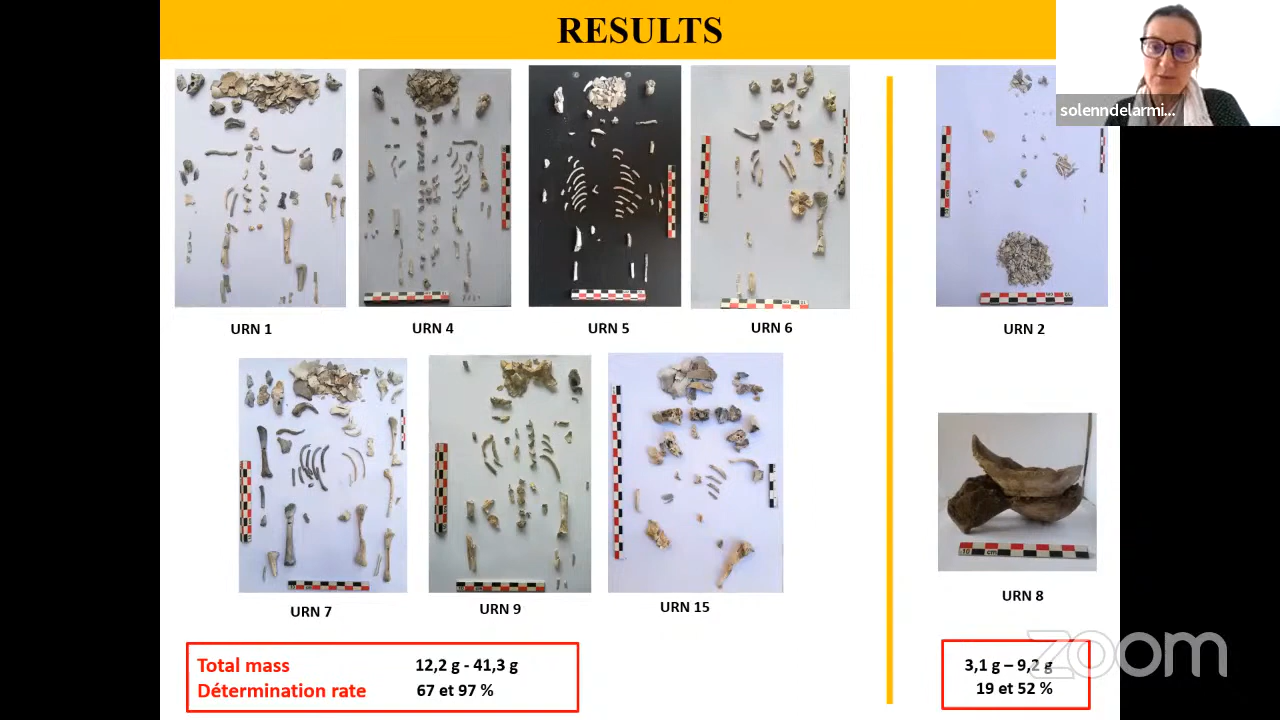 RESULTS
solenndelarmi...
URN 1
URN 4
URN 5
URN 6
URN 2
URN 7
URN 9
URN 15
URN 8
Total mass 12,2 g - 41,3 g
Détermination rate 67 et 97 %
3,1 g – 9,2 g
19 et 52 %
zoom